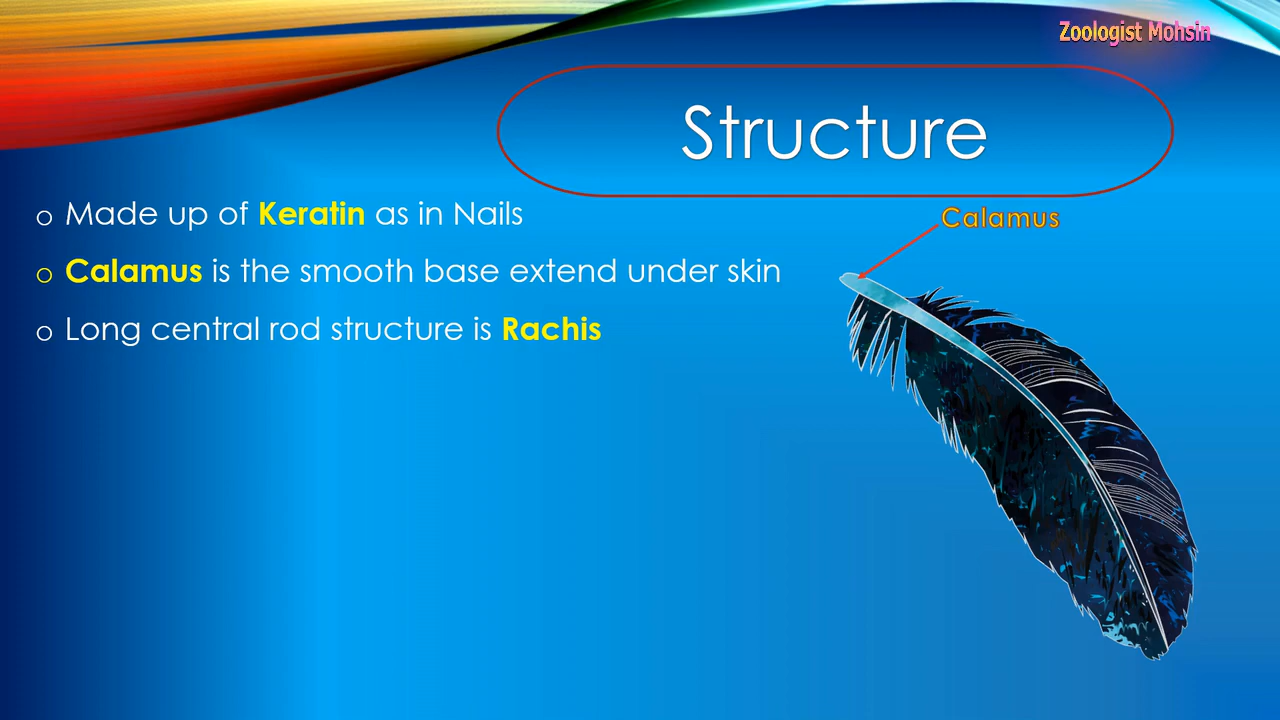 Zoologist Mohsin
Structure
Made up of Keratin as in Nails
Calamus is the smooth base extend under skin
Long central rod structure is Rachis
Calamus